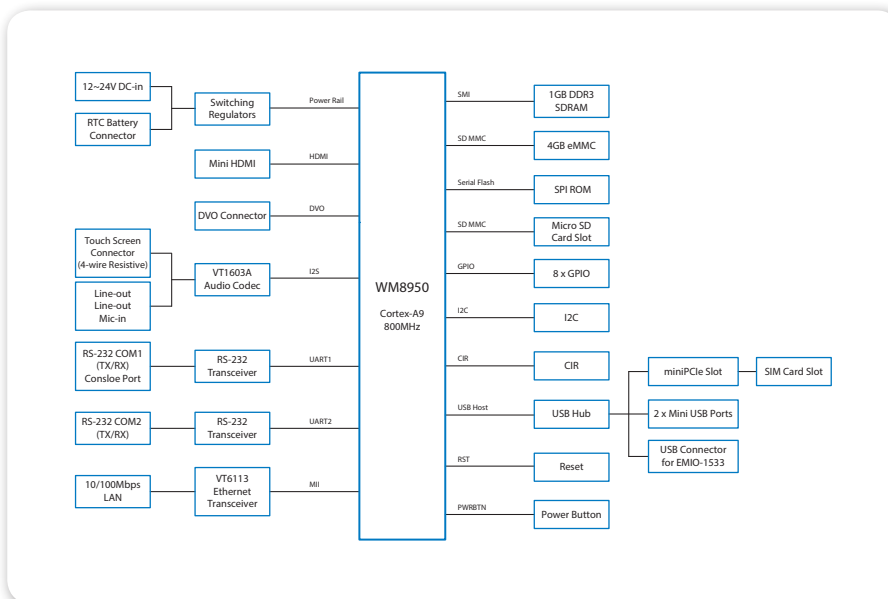 12~24V DC-in
RTC Battery
Connector
Switching
Regulators
Power Rail
Mini HDMI
HDMI
DVO Connector
DVO
Touch Screen
Connector
(4-wire Resistive)
Line-out
Line-out
Mic-in
VT1603A
Audio Codec
I2S
RS-232 COM1
(TX/RX)
Consloe Port
RS-232
Transceiver
UART1
RS-232 COM2
(TX/RX)
RS-232
Transceiver
UART2
10/100Mbps
LAN
VT6113
Ethernet
Transceiver
MII
WM8950
Cortex-A9
800MHz
SMI
1GB DDR3
SDRAM
SD MMC
4GB eMMC
Serial Flash
SPI ROM
SD MMC
Micro SD
Card Slot
GPIO
8 x GPIO
I2C
I2C
CIR
CIR
USB Host
USB Hub
miniPCIe Slot
SIM Card Slot
2 x Mini USB Ports
USB Connector
for EMIO-1533
RST
Reset
PWRBTN
Power Button